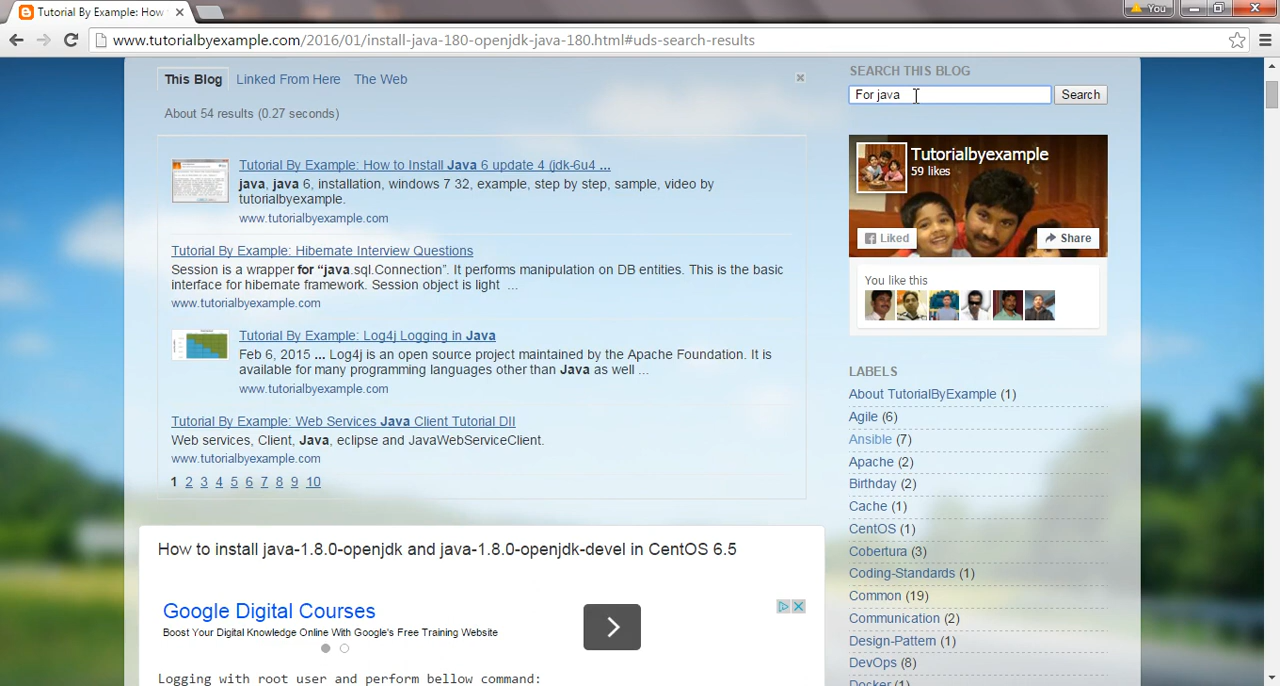 Tutorial By Example: How
You
www.tutorialbyexample.com/2016/01/install-java-180-openjdk-java-180.html#uds-search-results
This Blog Linked From Here The Web
About 54 results (0.27 seconds)
Tutorial By Example: How to Install Java 6 update 4 (jdk-6u4 ...
java, java 6, installation, windows 7 32, example, step by step, sample, video by
tutorialbyexample.
www.tutorialbyexample.com
Tutorial By Example: Hibernate Interview Questions
Session is a wrapper for “java.sql.Connection”. It performs manipulation on DB entities. This is the basic
inteiface for hibernate framework. Session object is light ...
www.tutorialbyexample.com
Tutorial By Example: Log4j Logging in Java
Feb 6, 2015 ... Log4j is an open source project maintained by the Apache Foundation. It is
available for many programming languages other than Java as well ...
www.tutorialbyexample.com
Tutorial By Example: Web Services Java Client Tutorial DII
Web services, Client, Java, eclipse and JavaWebServiceClient.
www.tutorialbyexample.com
1 2 3 4 5 6 7 8 9 10
How to install java-1.8.0-openjdk and java-1.8.0-openjdk-devel in CentOS 6.5
Google Digital Courses
Boost Your Digital Knowledge Online With Google's Free Training Website
Logging with root user and perform bellow command:
SEARCH THIS BLOG
For java Search
Tutorialbyexample
59 likes
Liked Share
You like this
LABELS
About TutorialByExample (1)
Agile (6)
Ansible (7)
Apache (2)
Birthday (2)
Cache (1)
CentOS (1)
Cobertura (3)
Coding-Standards (1)
Common (19)
Communication (2)
Design-Pattern (1)
DevOps (8)
Docker (1)